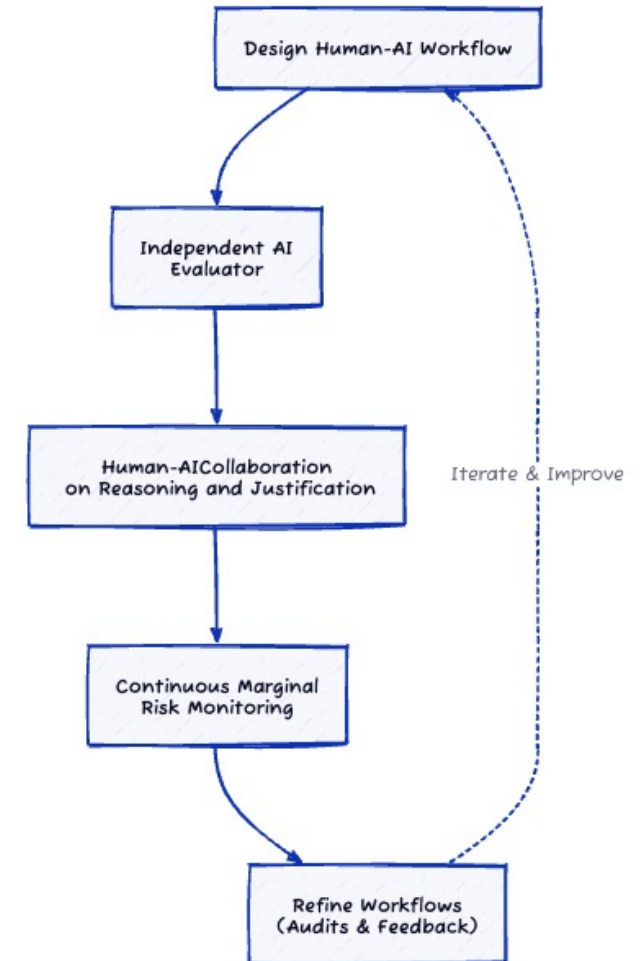 Design Human-AI Workflow
Independent AI
Evaluator
Human-AICollaboration
on Reasoning and Justification
Iterate & Improve
Continuous Marginal
Risk Monitoring
Refine Workflows
(Audits & Feedback)